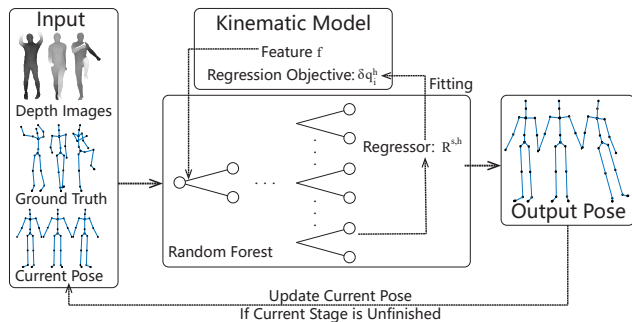 Input
Depth Images
Ground Truth
Current Pose
Kinematic Model
Feature f
Regression Objective: δq_i^h
Fitting
Regressor: R^{s,h}
Random Forest
Output Pose
Update Current Pose
If Current Stage is Unfinished